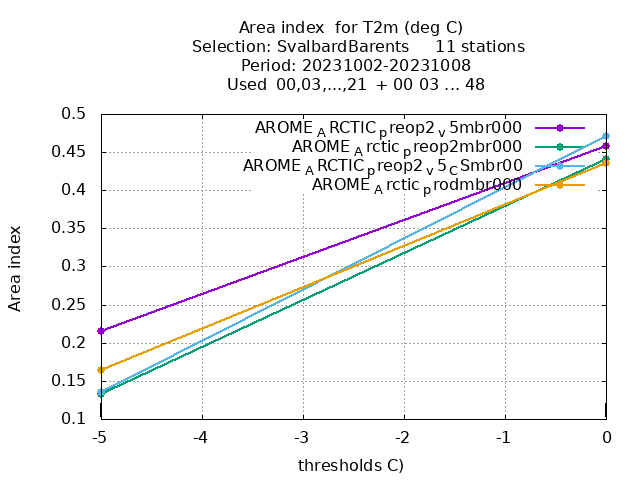 Area index  for T2m (deg C)
Selection: SvalbardBarents     11 stations
Period: 20231002-20231008
Used  00,03,...,21  + 00 03 ... 48
AROME_ARCTIC_preop2_v5mbr000
AROME_Arctic_preop2mbr000
AROME_ARCTIC_preop2_v5_CSmbr00
AROME_Arctic_prodmbr000
0.5
0.45
0.4
0.35
0.3
0.25
0.2
0.15
0.1
Area index
-5 -4 -3 -2 -1 0
thresholds C)